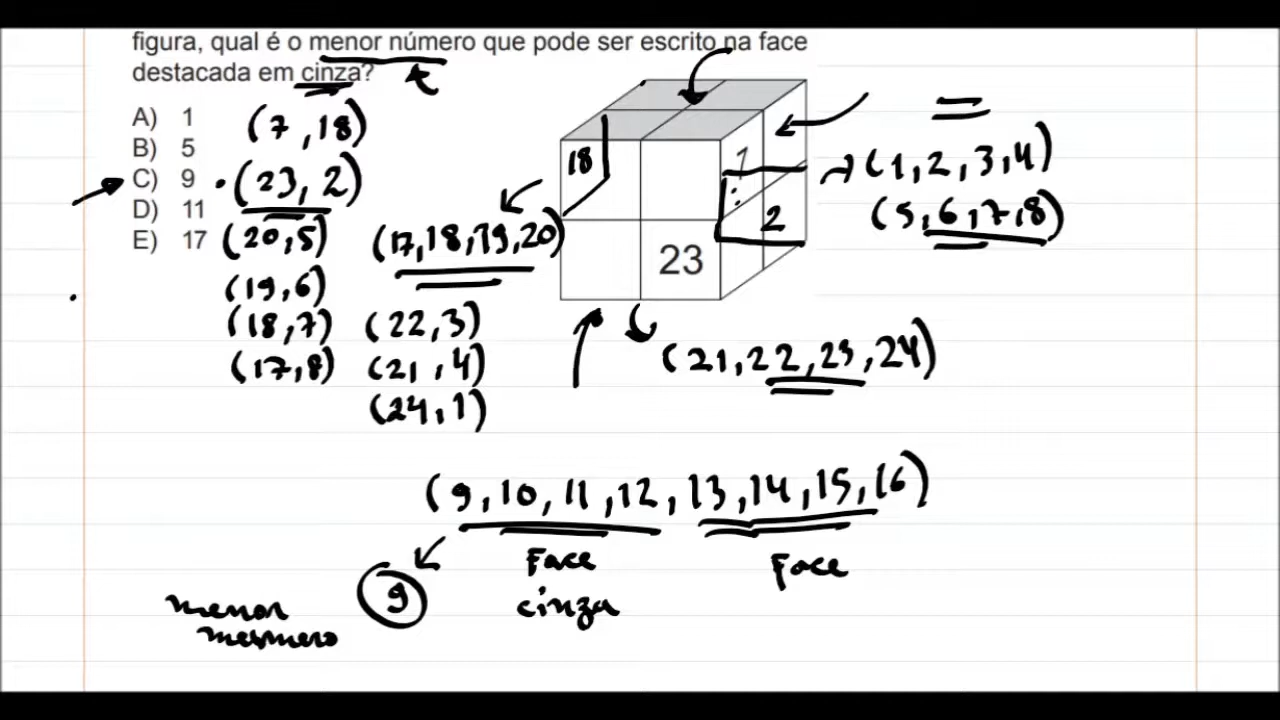 figura, qual é o menor número que pode ser escrito na face
destacada em cinza?
A) 1
B) 5
C) 9
D) 11
E) 17
(7,18)
(23,2)
(20,5)
(19,6)
(18,7)
(17,8)
(17,18,19,20)
(22,3)
(21,4)
(24,1)
18
7
2
23
(1,2,3,4)
(5,6,7,8)
(21,22,23,24)
(9,10,11,12,13,14,15,16)
Face
cinza
Face
9
menor